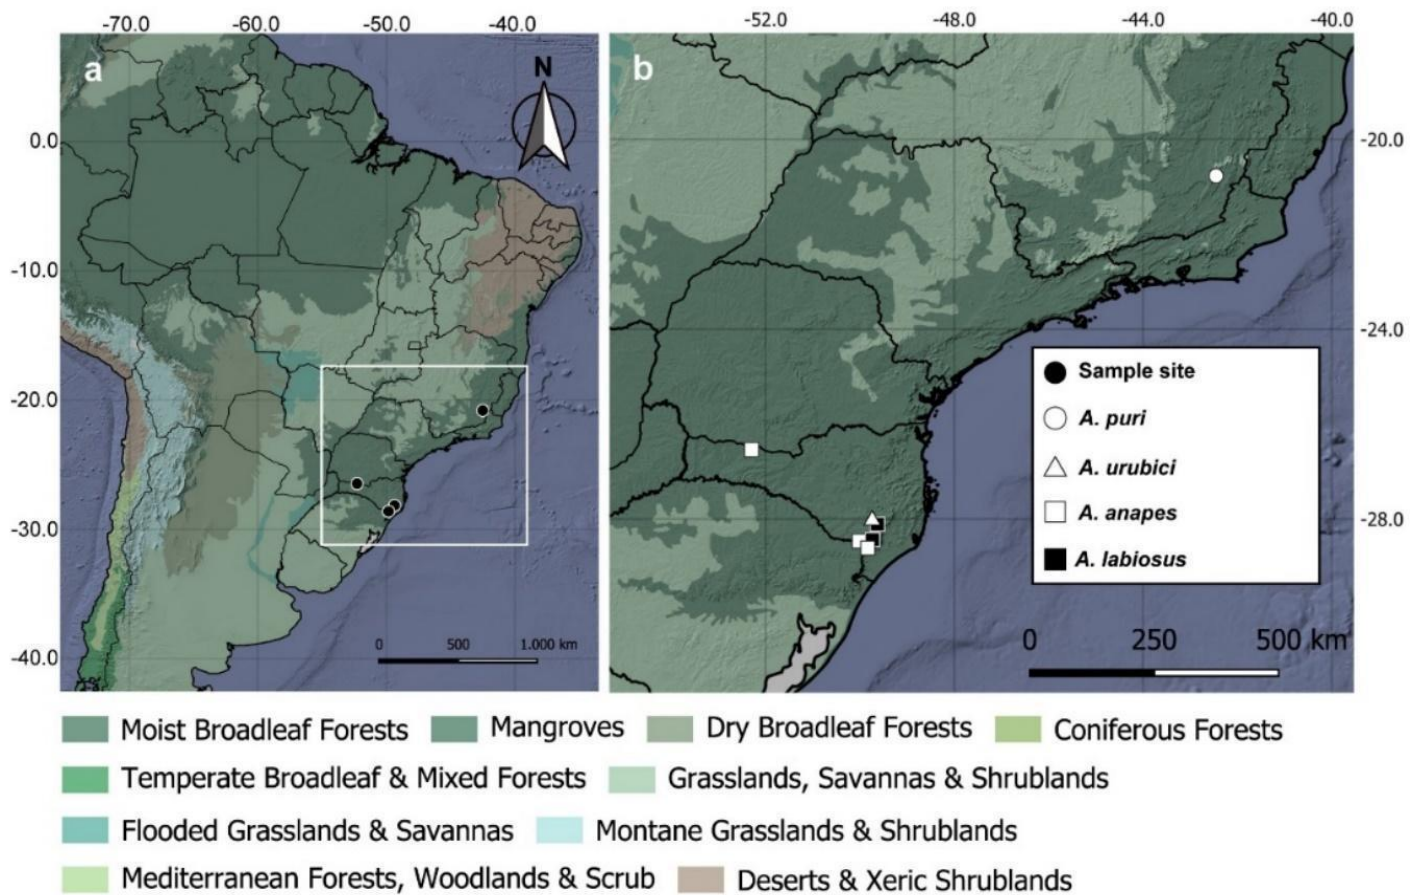 -70.0 -60.0 -50.0 -40.0
-52.0 -48.0 -44.0 -40.0
a
N
b
0.0
-10.0
-20.0
-30.0
-40.0
-20.0
-24.0
-28.0
Sample site
A. puri
A. urubici
A. anapes
A. labiosus
0 500 1.000 km
0 250 500 km
Moist Broadleaf Forests Mangroves Dry Broadleaf Forests Coniferous Forests
Temperate Broadleaf & Mixed Forests Grasslands, Savannas & Shrublands
Flooded Grasslands & Savannas Montane Grasslands & Shrublands
Mediterranean Forests, Woodlands & Scrub Deserts & Xeric Shrublands